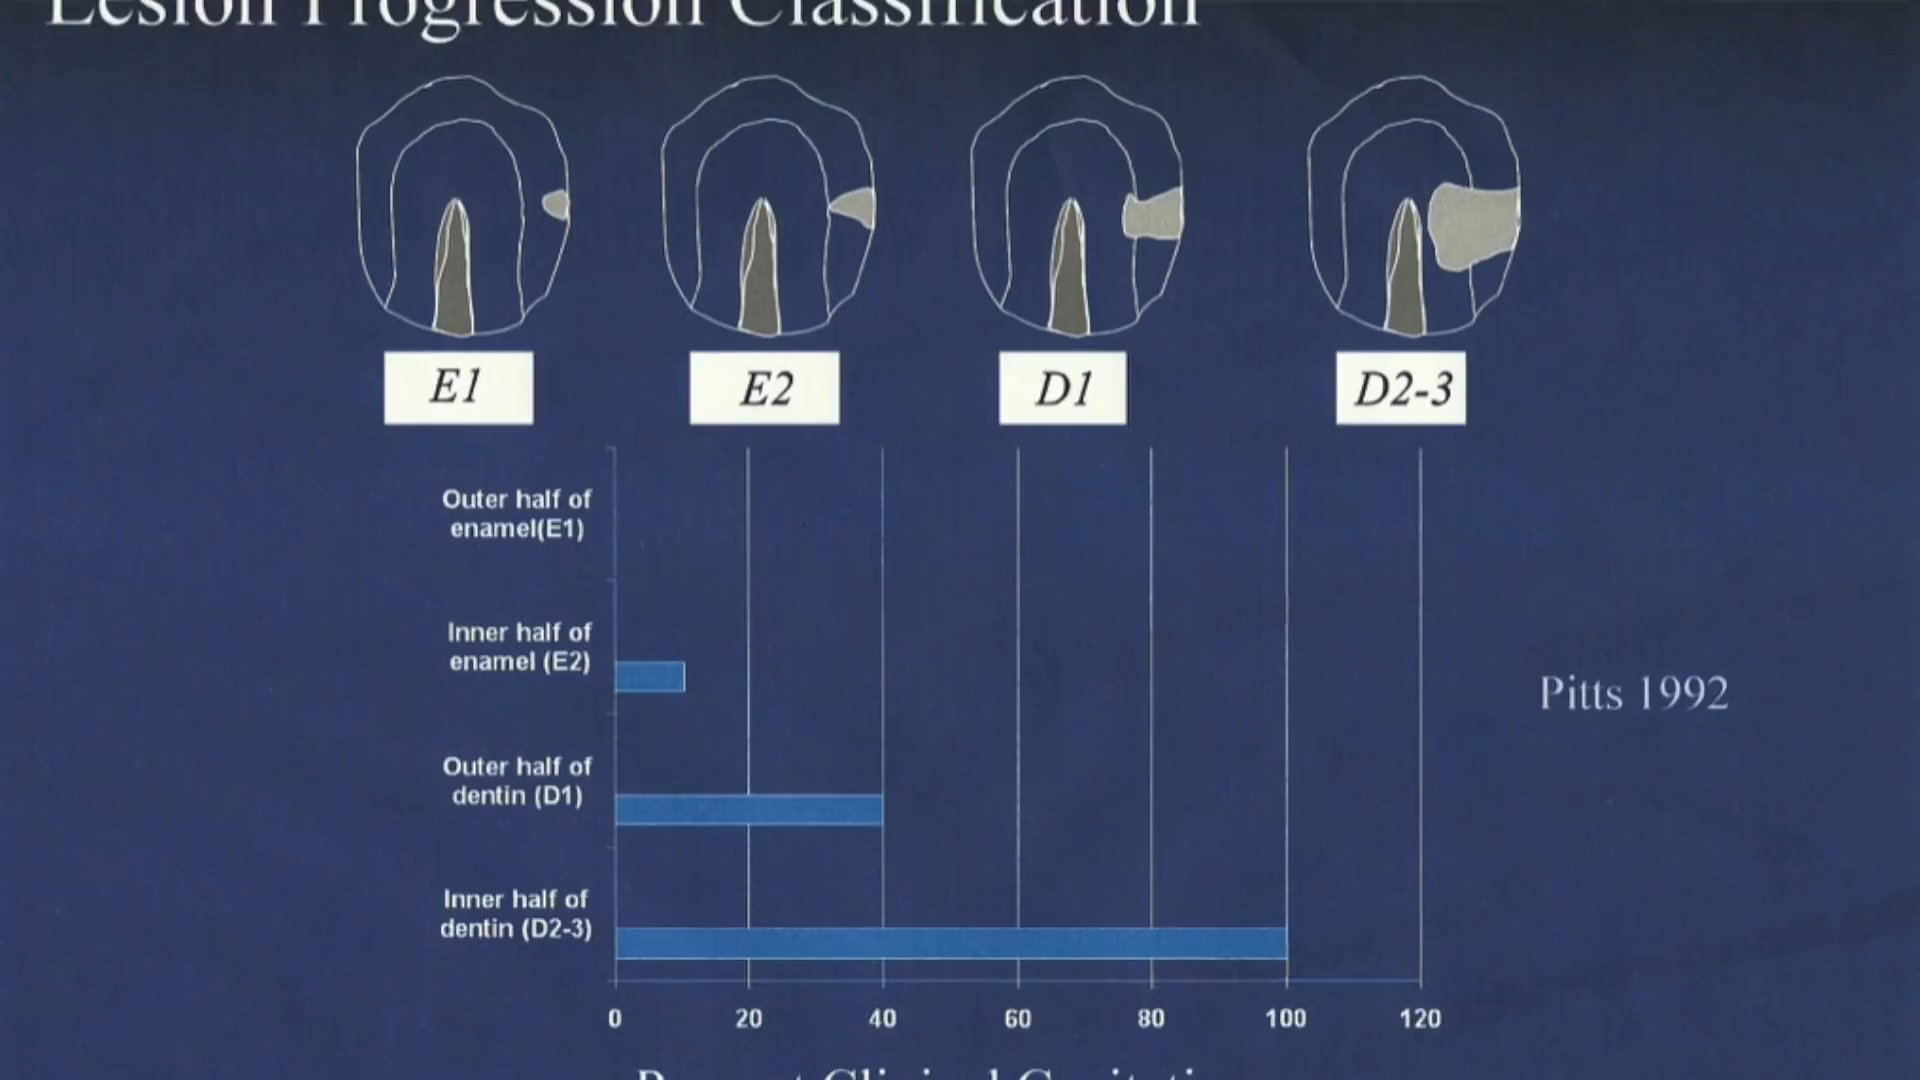 Lesion Progression Classification
E1
E2
D1
D2-3
Outer half of
enamel(E1)
Inner half of
enamel (E2)
Outer half of
dentin (D1)
Inner half of
dentin (D2-3)
Pitts 1992
0 20 40 60 80 100 120
Percent Clinical